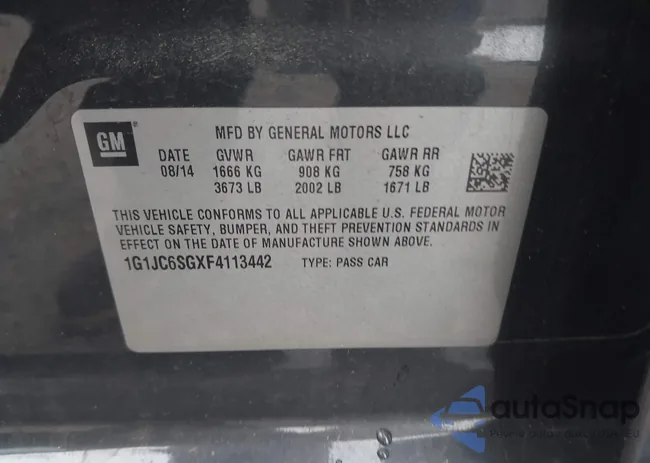 GM
MFD BY GENERAL MOTORS LLC
DATE GVWR GAWR FRT GAWR RR
08/14 1666 KG 908 KG 758 KG
3673 LB 2002 LB 1671 LB
THIS VEHICLE CONFORMS TO ALL APPLICABLE U.S. FEDERAL MOTOR
VEHICLE SAFETY, BUMPER, AND THEFT PREVENTION STANDARDS IN
EFFECT ON THE DATE OF MANUFACTURE SHOWN ABOVE.
1G1JC6SGXF4113442 TYPE: PASS CAR
autoSnap